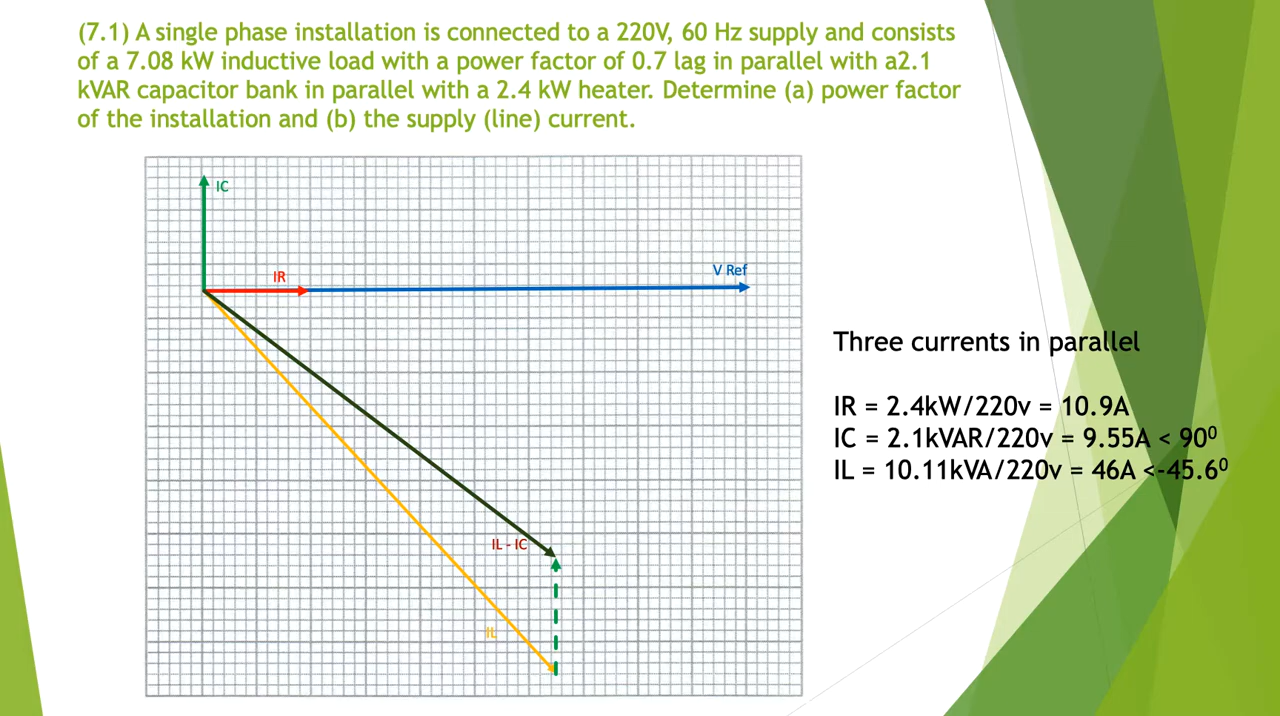 (7.1) A single phase installation is connected to a 220V, 60 Hz supply and consists
of a 7.08 kW inductive load with a power factor of 0.7 lag in parallel with a2.1
kVAR capacitor bank in parallel with a 2.4 kW heater. Determine (a) power factor
of the installation and (b) the supply (line) current.
IC
IR
V Ref
Three currents in parallel
IR = 2.4kW/220v = 10.9A
IC = 2.1kVAR/220v = 9.55A < 90⁰
IL = 10.11kVA/220v = 46A <-45.6⁰
IL - IC
IL